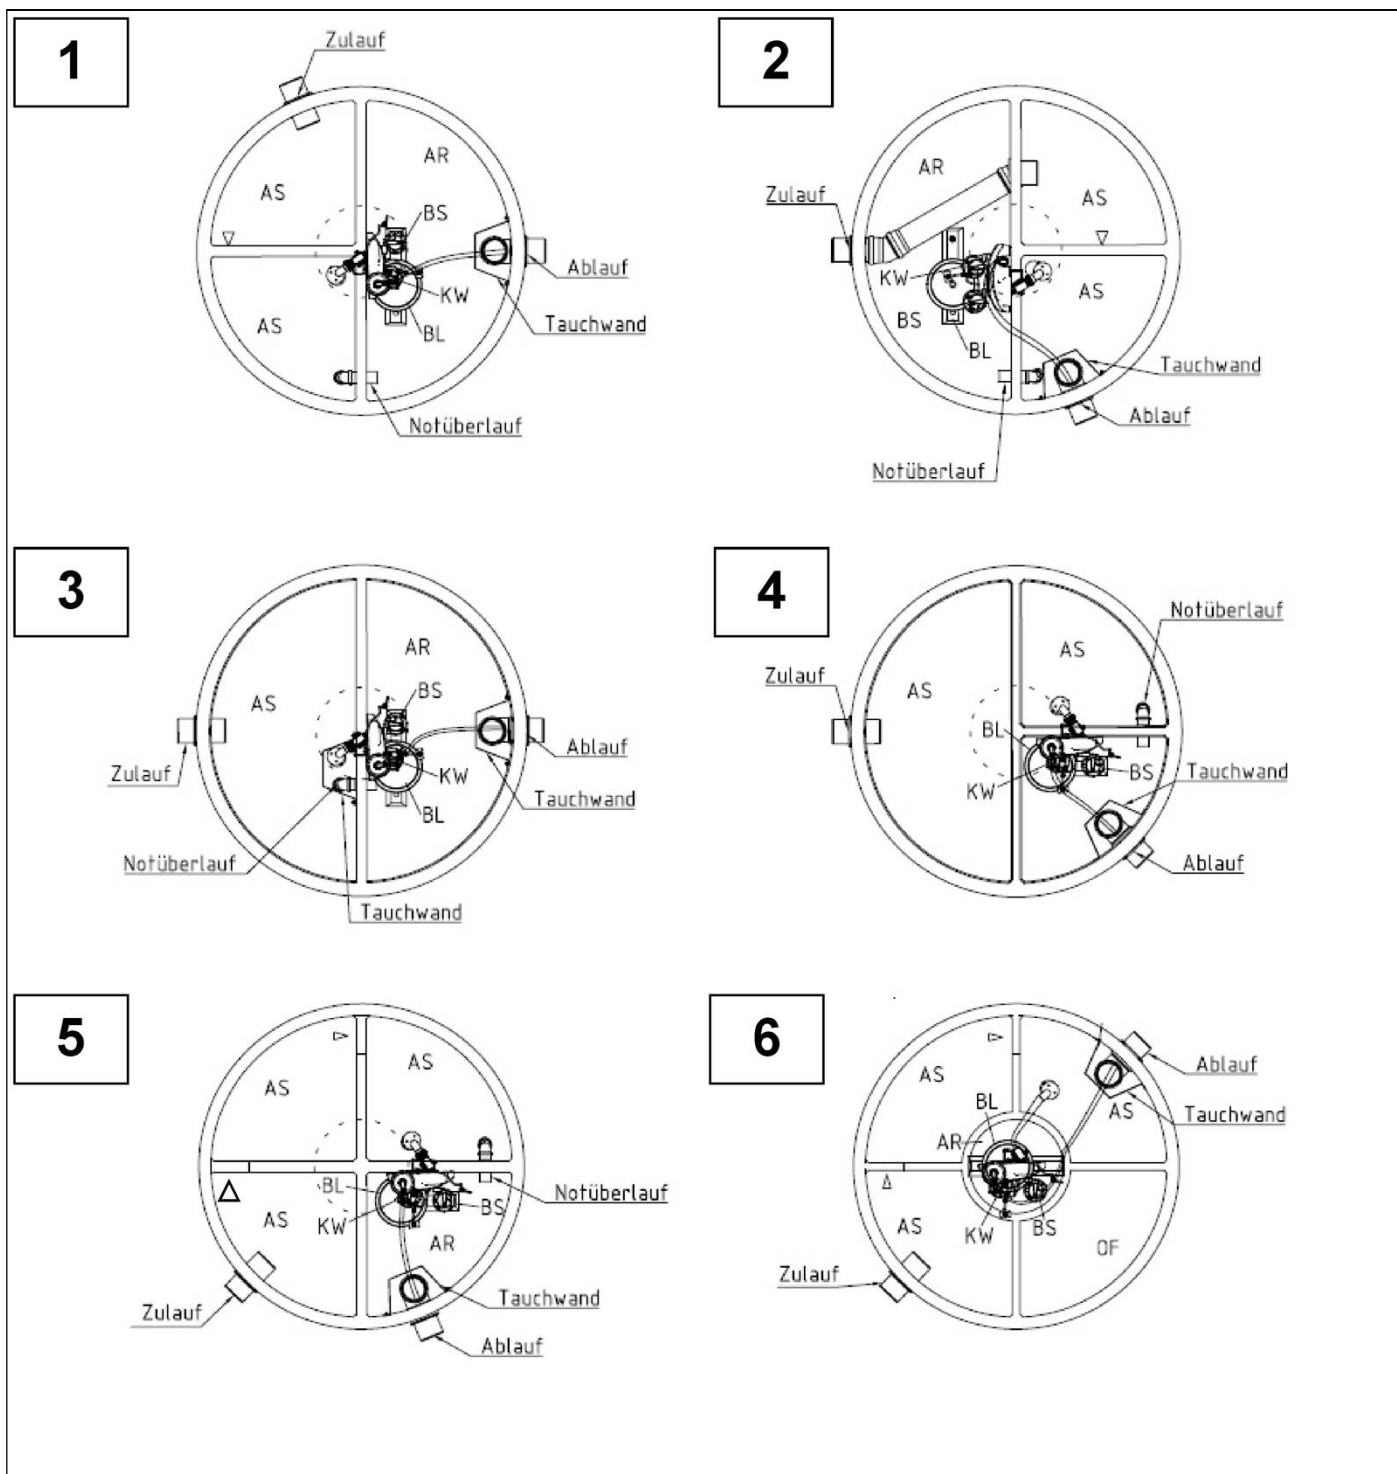 1
Zulauf
AR
AS
BS
Ablauf
KW
AS
Tauchwand
BL
Notüberlauf
2
AR
Zulauf
AS
KW
AS
BS
BL
Tauchwand
Ablauf
Notüberlauf
3
AR
AS
BS
Ablauf
Zulauf
KW
Tauchwand
BL
Notüberlauf
Tauchwand
4
Notüberlauf
AS
Zulauf
AS
BL
BS
Tauchwand
KW
Ablauf
5
AS
AS
BL
Notüberlauf
AS
KW
BS
AR
Tauchwand
Zulauf
Ablauf
6
Ablauf
AS
BL
AS
Tauchwand
AR
AS
KW
BS
OF
Zulauf